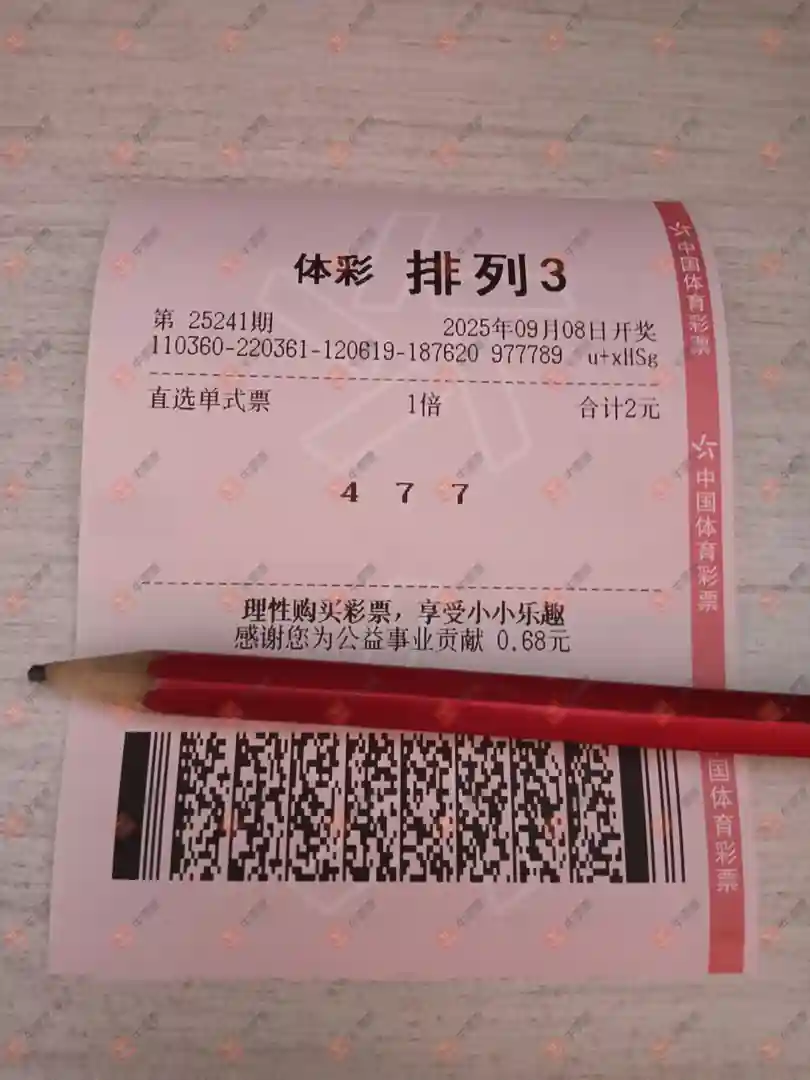 体彩 排列3
第 25241期 2025年09月08日开奖
110360-220361-120619-187620 977789 u+xHSg
直选单式票 1倍 合计2元
4 7 7
理性购买彩票，享受小小乐趣
感谢您为公益事业贡献 0.68元
中国体育彩票
中国体育彩票
国体育彩票